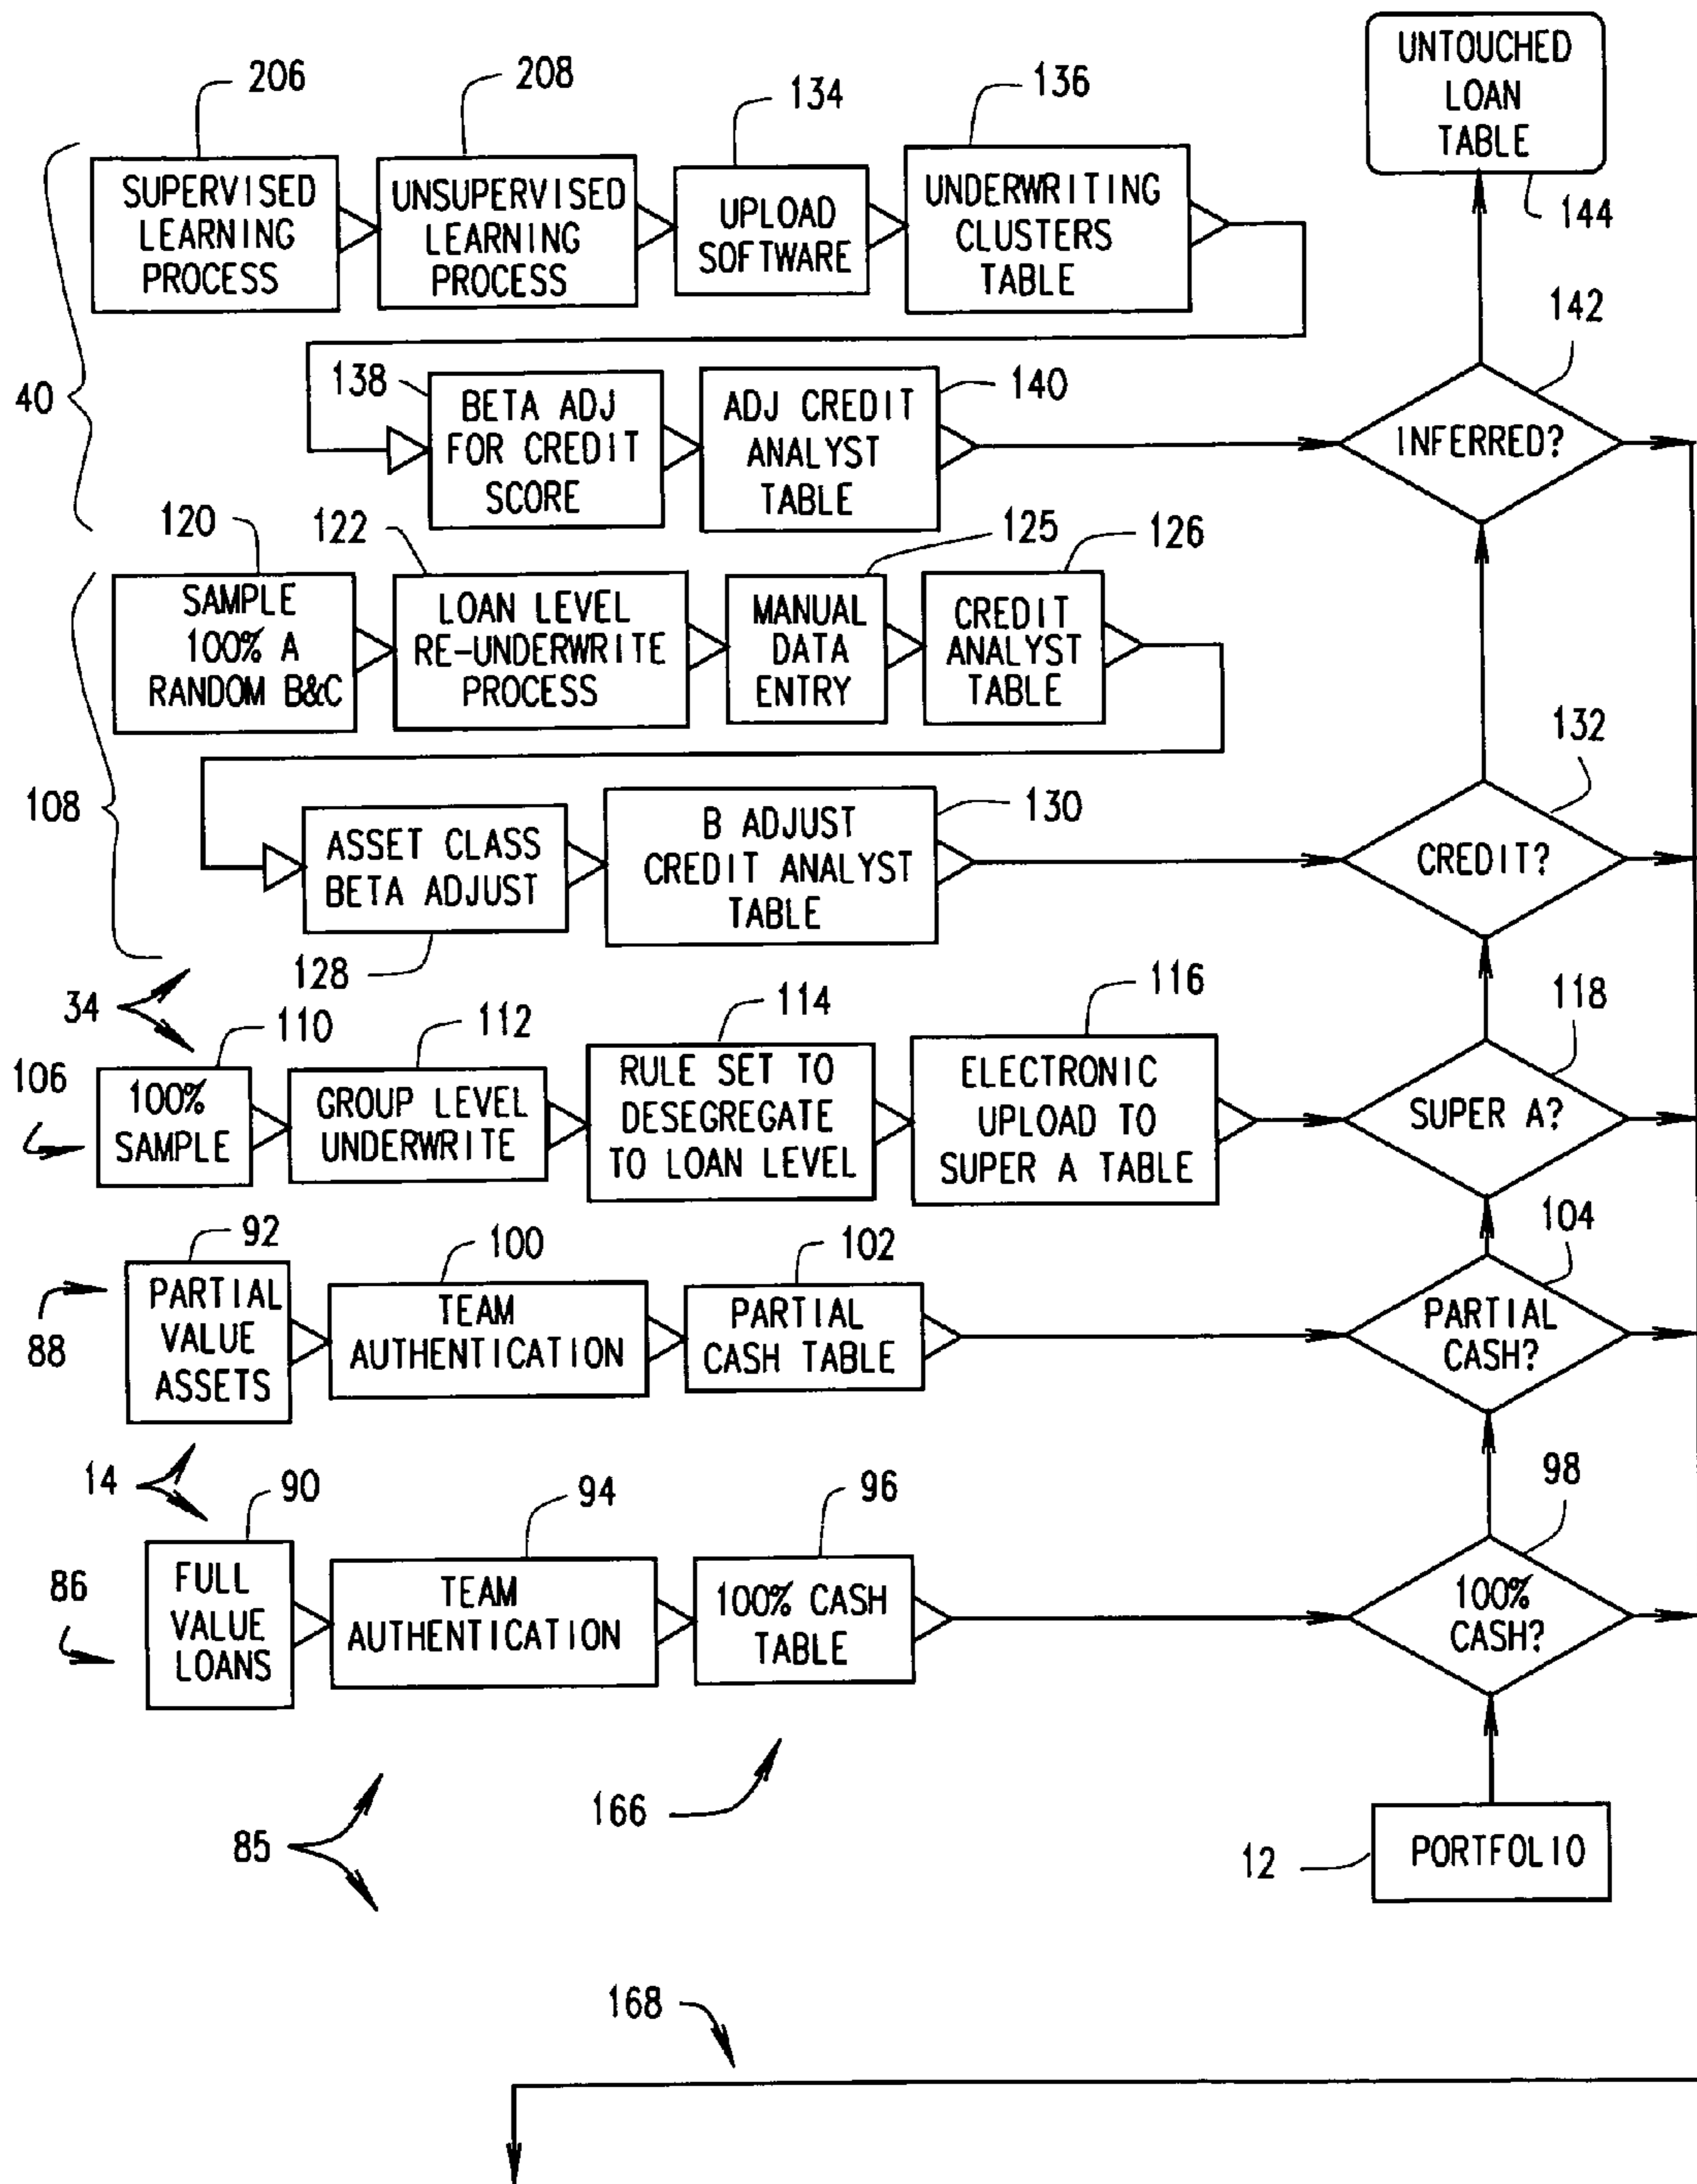 UNTOUCHED
LOAN
TABLE
144
206
208
134
136
SUPERVISED
LEARNING
PROCESS
UNSUPERVISED
LEARNING
PROCESS
UPLOAD
SOFTWARE
UNDERWRITING
CLUSTERS
TABLE
40
138
BETA ADJ
FOR CREDIT
SCORE
ADJ CREDIT
ANALYST
TABLE
140
142
INFERRED?
120
122
125
126
SAMPLE
100% A
RANDOM B&C
LOAN LEVEL
RE-UNDERWRITE
PROCESS
MANUAL
DATA
ENTRY
CREDIT
ANALYST
TABLE
108
ASSET CLASS
BETA ADJUST
128
B ADJUST
CREDIT ANALYST
TABLE
130
132
CREDIT?
34
110
112
114
116
118
106
100%
SAMPLE
GROUP LEVEL
UNDERWRITE
RULE SET TO
DESEGREGATE
TO LOAN LEVEL
ELECTRONIC
UPLOAD TO
SUPER A TABLE
SUPER A?
92
100
102
104
88
PARTIAL
VALUE
ASSETS
TEAM
AUTHENTICATION
PARTIAL
CASH TABLE
PARTIAL
CASH?
14
90
94
96
98
86
FULL
VALUE
LOANS
TEAM
AUTHENTICATION
100% CASH
TABLE
100%
CASH?
85
166
12
PORTFOLIO
168